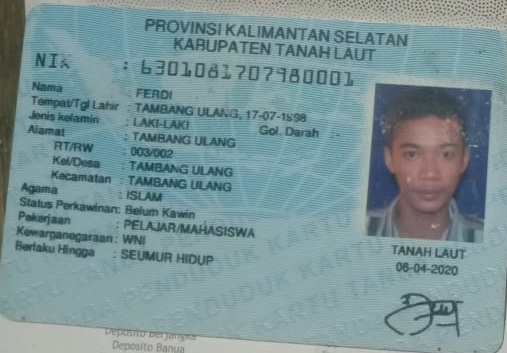 PROVINSI KALIMANTAN SELATAN
KABUPATEN TANAH LAUT
NIK : 6301081707980001
Nama : FERDI
Tempat/Tgl Lahir : TAMBANG ULANG, 17-07-1998
Jenis kelamin : LAKI-LAKI Gol. Darah : -
Alamat : TAMBANG ULANG
RT/RW : 003/002
Kel/Desa : TAMBANG ULANG
Kecamatan : TAMBANG ULANG
Agama : ISLAM
Status Perkawinan: Belum Kawin
Pekerjaan : PELAJAR/MAHASISWA
Kewarganegaraan: WNI
Berlaku Hingga : SEUMUR HIDUP
TANAH LAUT
06-04-2020
Deposito Berjangka
Deposito Banua